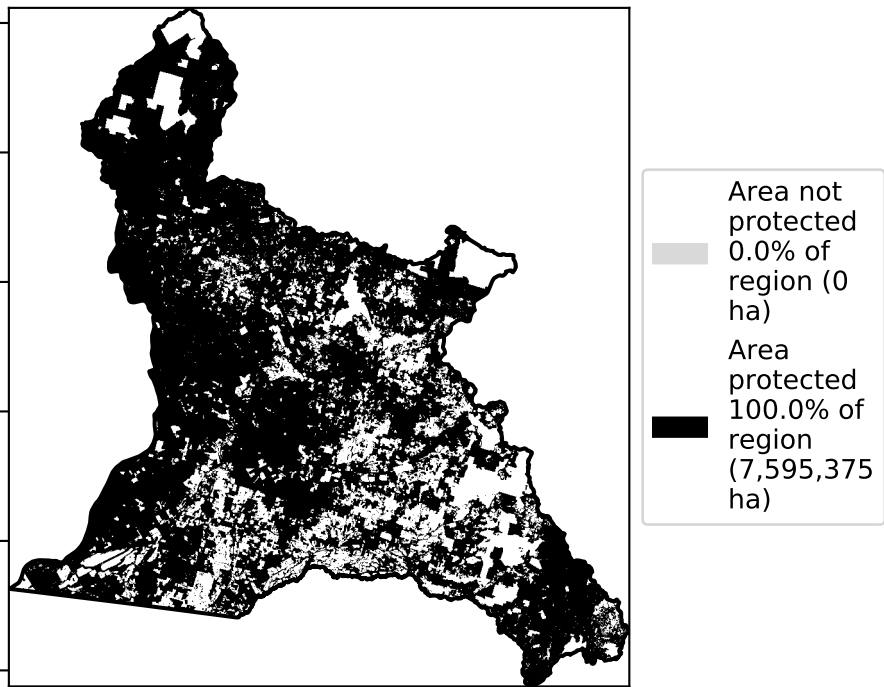 Area not
protected
0.0% of
region (0
ha)
Area
protected
100.0% of
region
(7,595,375
ha)